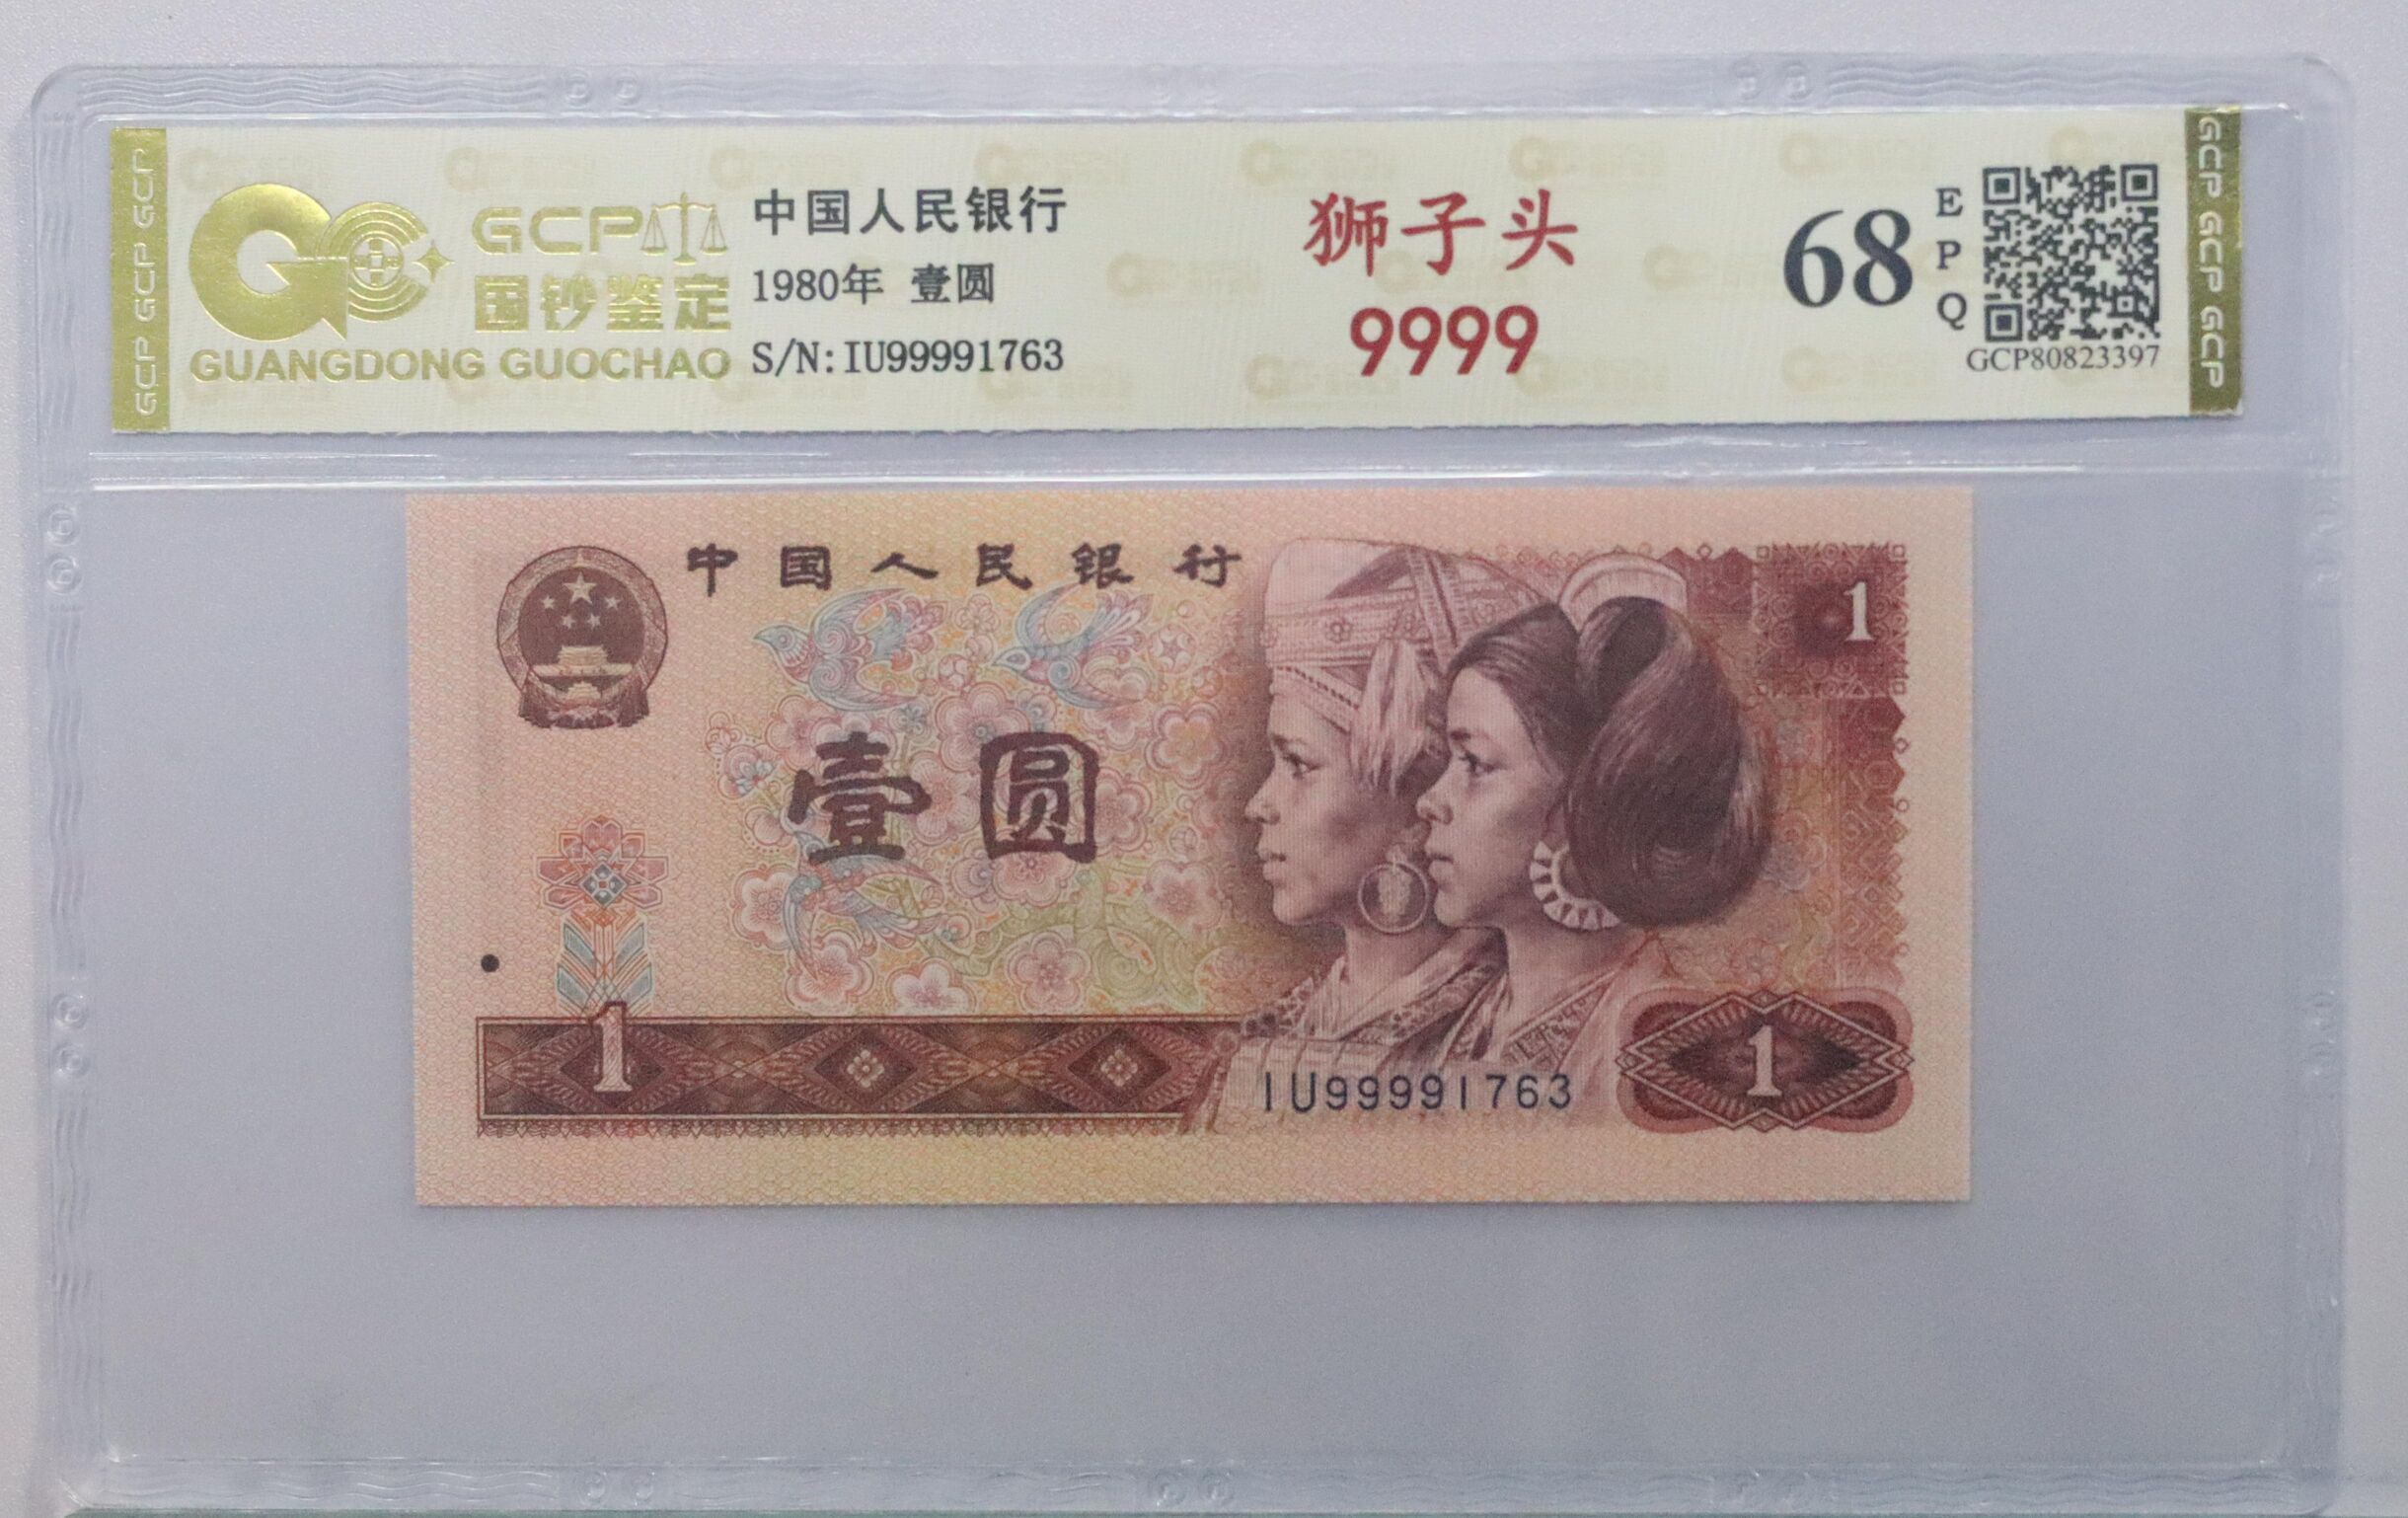 GCP GCP GCP
GCP
国钞鉴定
GUANGDONG GUOCHAO
中国人民银行
1980年 壹圆
S/N:IU99991763
狮子头
9999
68
EPQ
GCP80823397
GCP GCP GCP
中国人民银行
1
壹圆
1
IU99991763
1